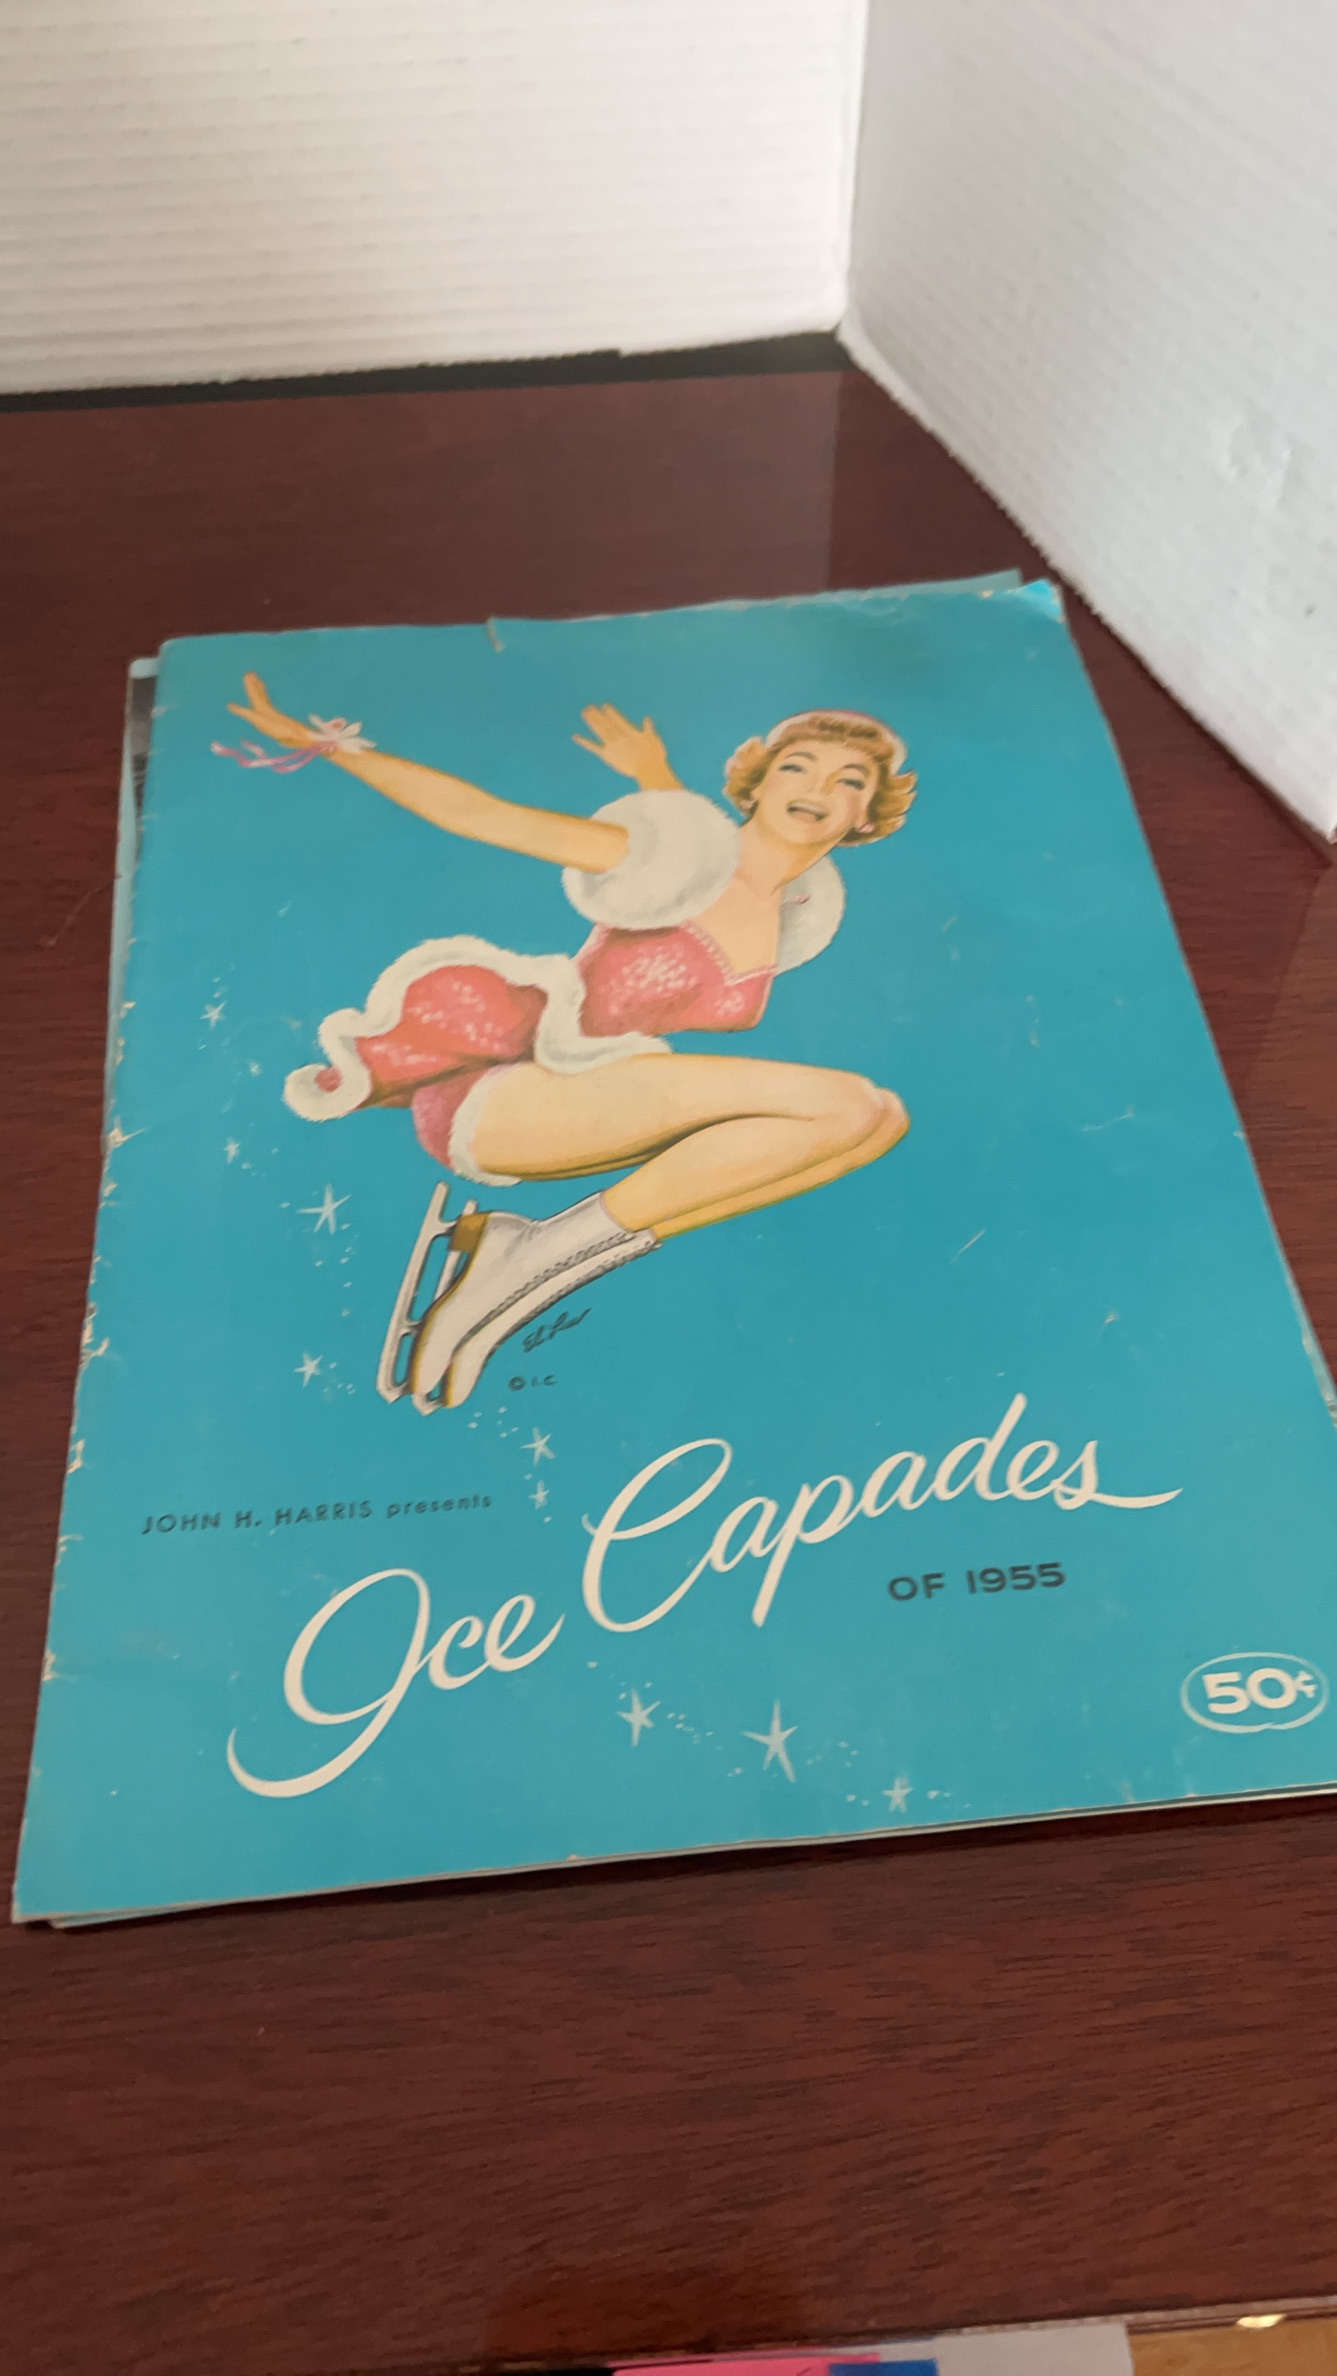 © I.C.
JOHN H. HARRIS presents
Ice Capades
OF 1955
50¢